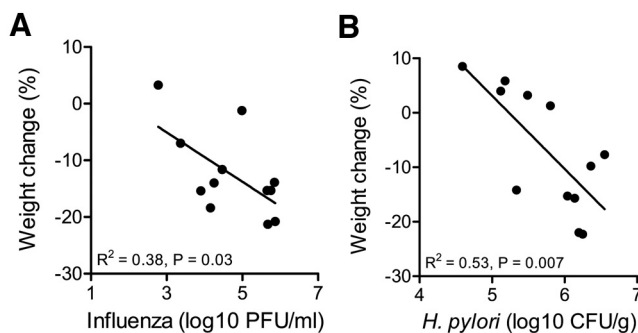 A
Weight change (%)
10
0
-10
-20
-30
R² = 0.38, P = 0.03
1
3
5
7
Influenza (log10 PFU/ml)
B
Weight change (%)
10
0
-10
-20
-30
R² = 0.53, P = 0.007
4
5
6
7
H. pylori (log10 CFU/g)